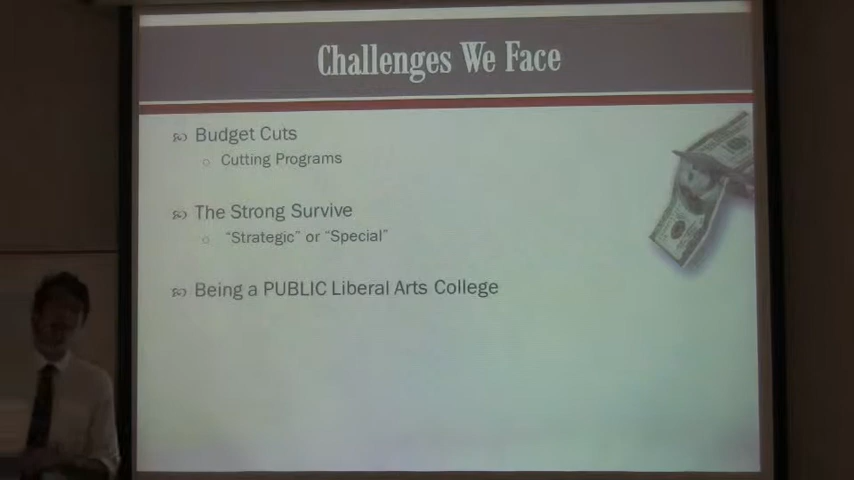 Challenges We Face
Budget Cuts
Cutting Programs
The Strong Survive
“Strategic” or “Special”
Being a PUBLIC Liberal Arts College